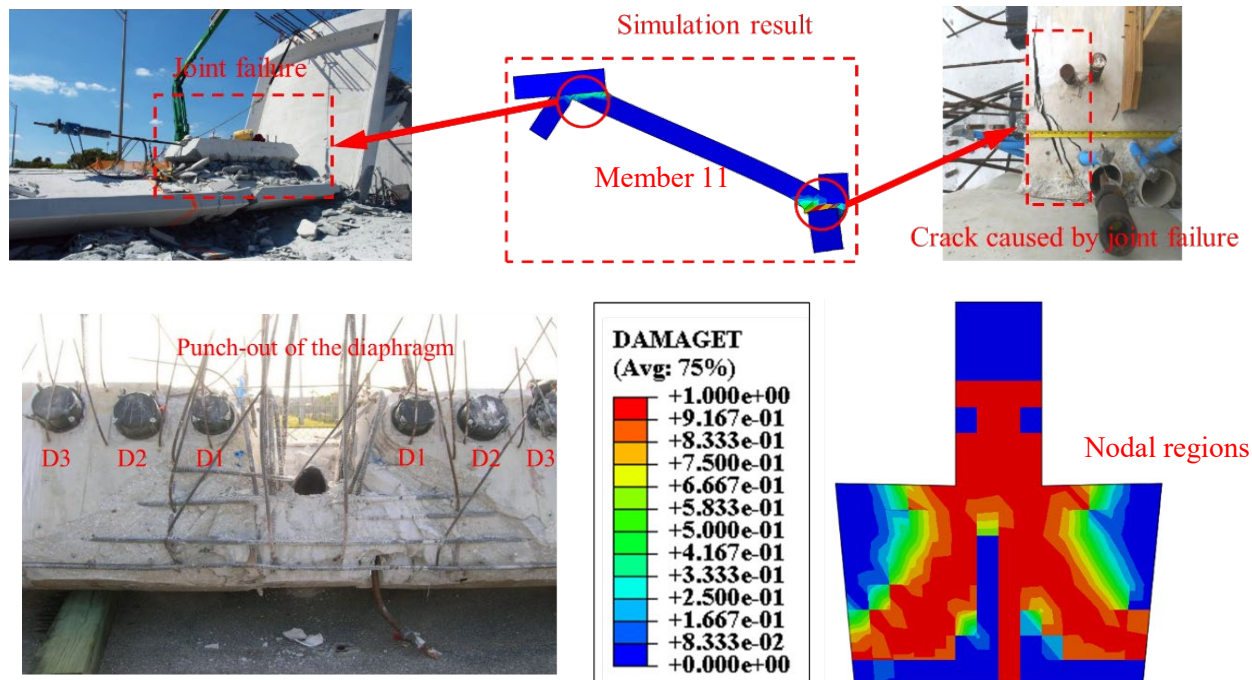 Simulation result
Joint failure
Member 11
Crack caused by joint failure
Punch-out of the diaphragm
D3 D2 D1 D1 D2 D3
DAMAGET
(Avg: 75%)
+1.000e+00
+9.167e-01
+8.333e-01
+7.500e-01
+6.667e-01
+5.833e-01
+5.000e-01
+4.167e-01
+3.333e-01
+2.500e-01
+1.667e-01
+8.333e-02
+0.000e+00
Nodal regions